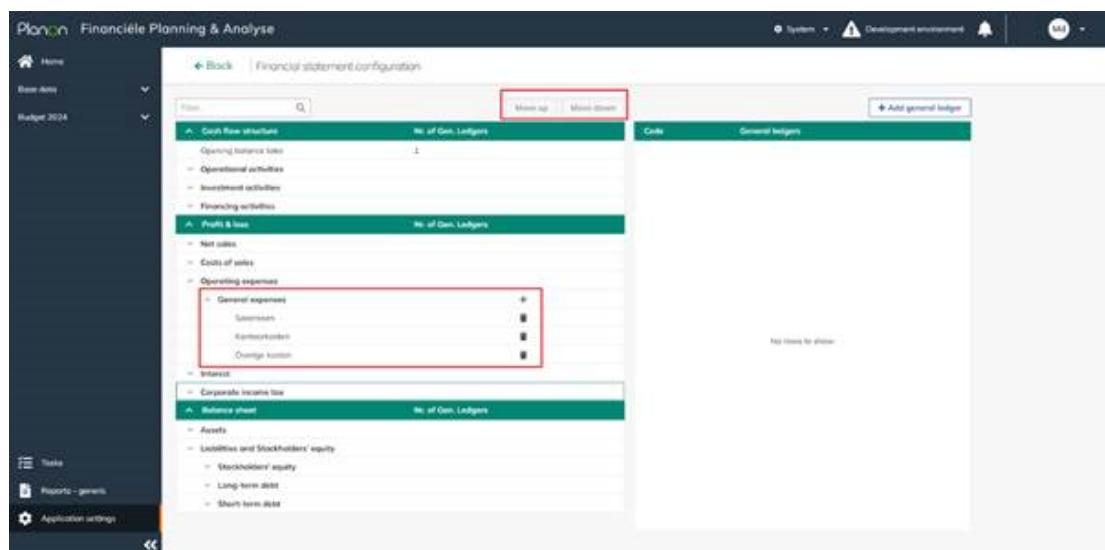 Planon Financiële Planning & Analyse
System
Development environment
Md
Home
Base data
Budget 2024
Back
Financial statement configuration
Filter...
Move up
Move down
+ Add general ledger
Cash flow structure Nr. of Gen. Ledgers
Code General ledgers
Opening balance sales 1
Operational activities
Investment activities
Financing activities
Profit & loss Nr. of Gen. Ledgers
Net sales
Costs of sales
Operating expenses
General expenses +
Salarissen
Kantoorkosten
Overige kosten
No rows to show
Interest
Corporate income tax
Balance sheet Nr. of Gen. Ledgers
Assets
Liabilities and Stockholders' equity
Stockholders' equity
Long-term debt
Short-term debt
Tasks
Reports - generic
Application settings